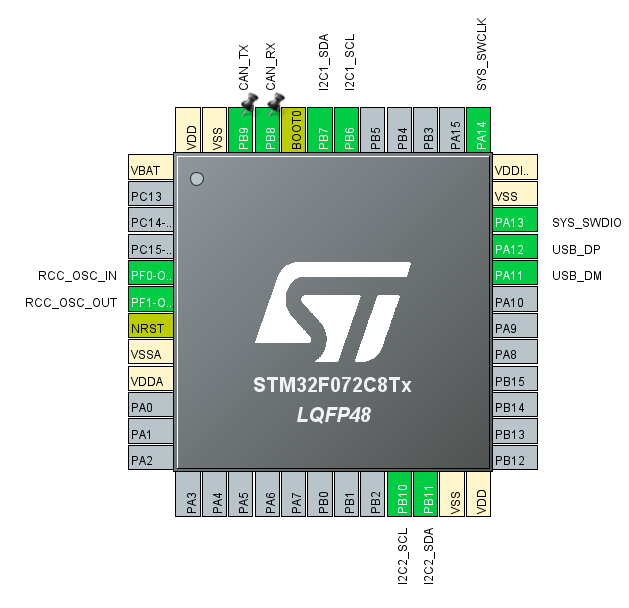 CAN_TX
CAN_RX
I2C1_SDA
I2C1_SCL
SYS_SWCLK
VDD
VSS
PB9
PB8
BOOT0
PB7
PB6
PB5
PB4
PB3
PA15
PA14
VBAT
PC13
PC14-..
PC15-..
RCC_OSC_IN PF0-O..
RCC_OSC_OUT PF1-O..
NRST
VSSA
VDDA
PA0
PA1
PA2
VDDI..
VSS
PA13 SYS_SWDIO
PA12 USB_DP
PA11 USB_DM
PA10
PA9
PA8
PB15
PB14
PB13
PB12
ST
STM32F072C8Tx
LQFP48
PA3
PA4
PA5
PA6
PA7
PB0
PB1
PB2
PB10
PB11
VSS
VDD
I2C2_SCL
I2C2_SDA